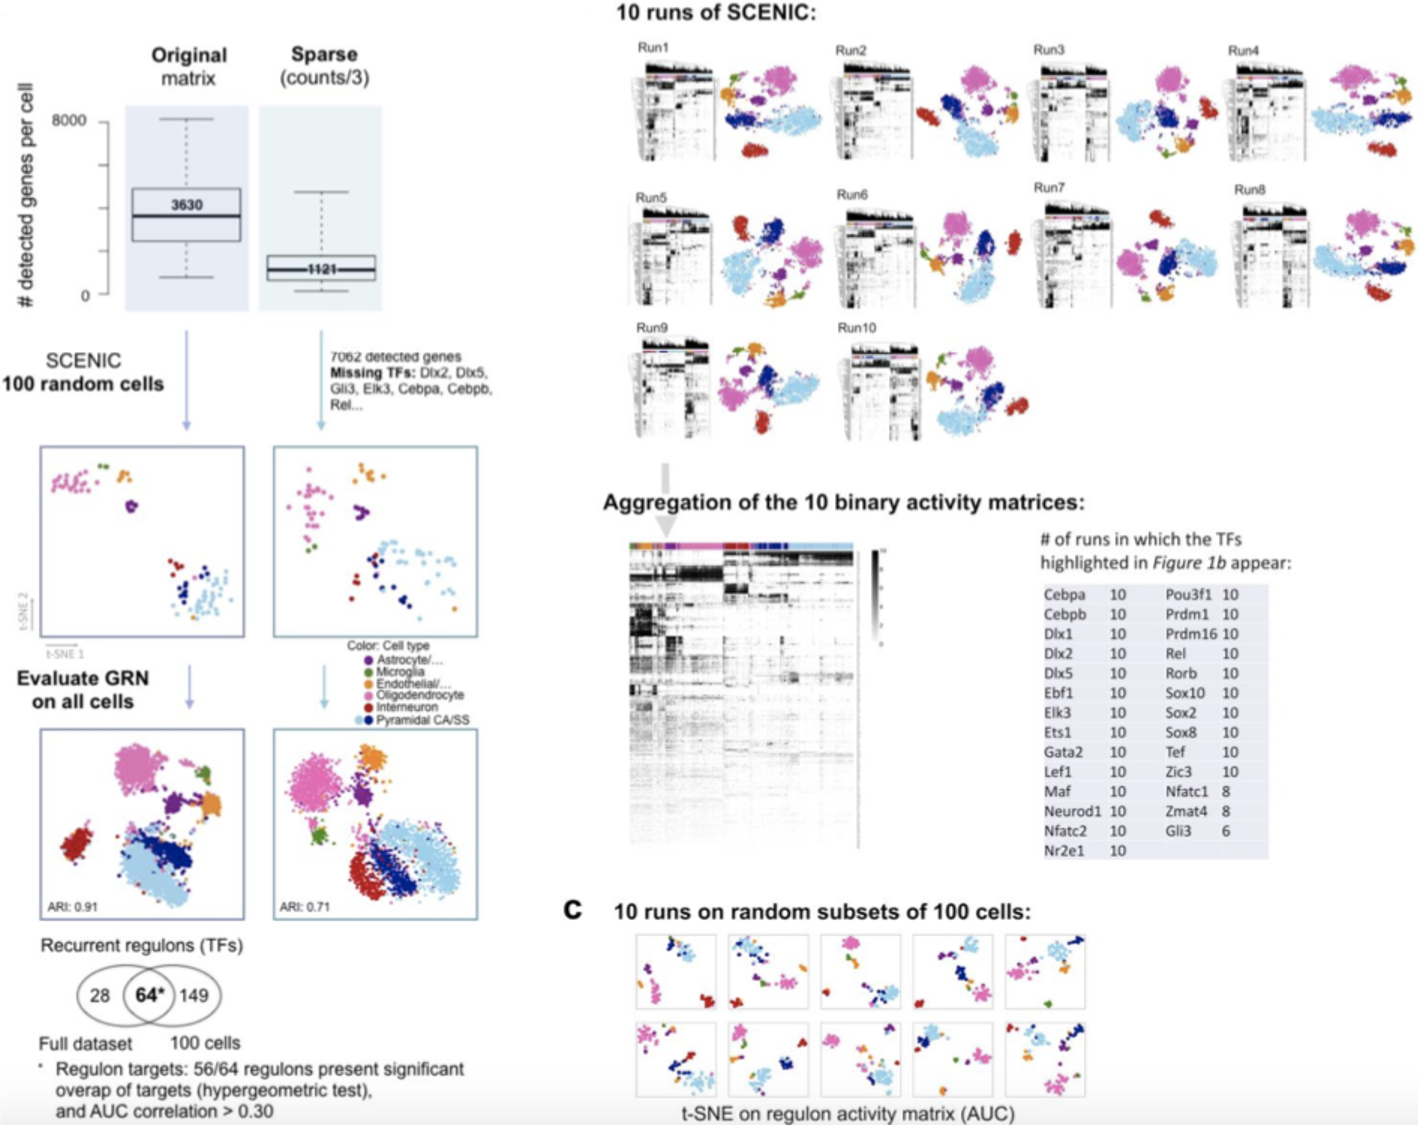 Original
matrix
Sparse
(counts/3)
# detected genes per cell
8000
0
3630
1121
SCENIC
100 random cells
7062 detected genes
Missing TFs: Dlx2, Dlx5,
Gli3, Elk3, Cebpa, Cebpb,
Rel...
t-SNE 2
t-SNE 1
Evaluate GRN
on all cells
Color: Cell type
Astrocyte/...
Microglia
Endothelial/...
Oligodendrocyte
Interneuron
Pyramidal CA/SS
ARI: 0.91
ARI: 0.71
Recurrent regulons (TFs)
28 64* 149
Full dataset 100 cells
* Regulon targets: 56/64 regulons present significant
overap of targets (hypergeometric test),
and AUC correlation > 0.30
10 runs of SCENIC:
Run1
Run2
Run3
Run4
Run5
Run6
Run7
Run8
Run9
Run10
Aggregation of the 10 binary activity matrices:
10
8
6
4
2
0
# of runs in which the TFs
highlighted in Figure 1b appear:
Cebpa 10 Pou3f1 10
Cebpb 10 Prdm1 10
Dlx1 10 Prdm16 10
Dlx2 10 Rel 10
Dlx5 10 Rorb 10
Ebf1 10 Sox10 10
Elk3 10 Sox2 10
Ets1 10 Sox8 10
Gata2 10 Tef 10
Lef1 10 Zic3 10
Maf 10 Nfatc1 8
Neurod1 10 Zmat4 8
Nfatc2 10 Gli3 6
Nr2e1 10
C 10 runs on random subsets of 100 cells:
t-SNE on regulon activity matrix (AUC)